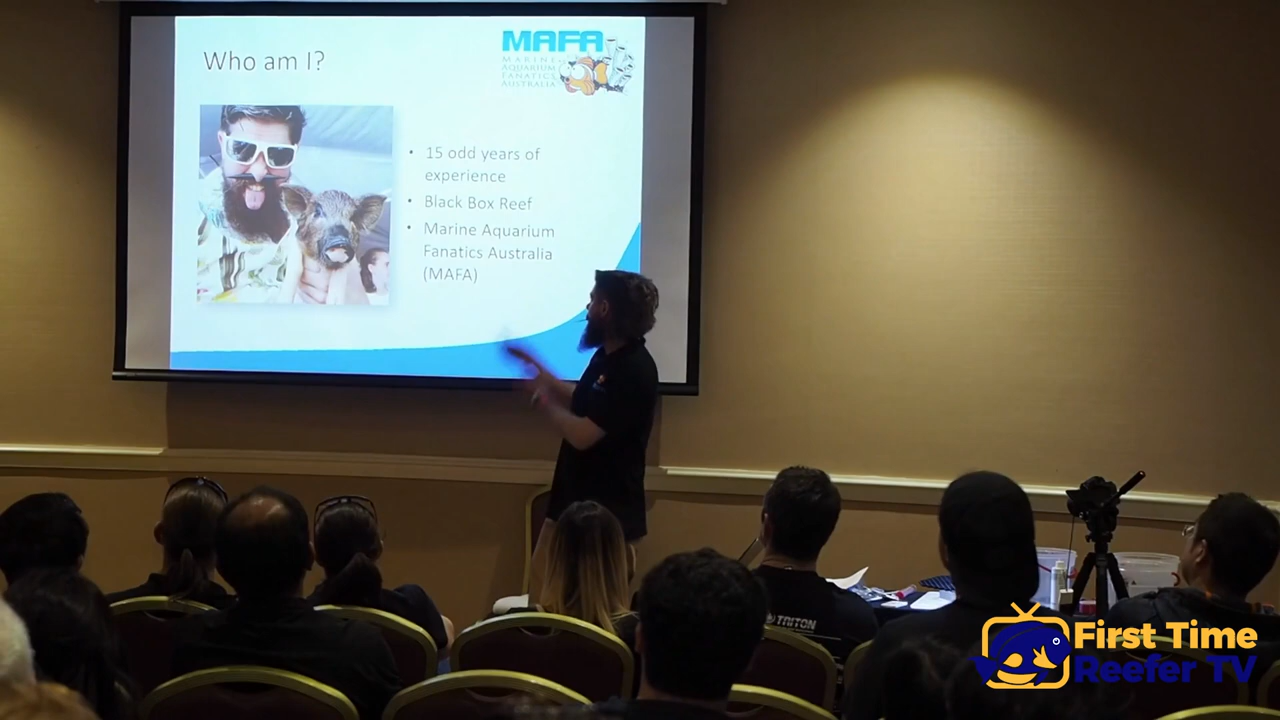 Who am I?
MAFA
MARINE
AQUARIUM
FANATICS
AUSTRALIA
• 15 odd years of
experience
• Black Box Reef
• Marine Aquarium
Fanatics Australia
(MAFA)
TRITON
First Time
Reefer TV